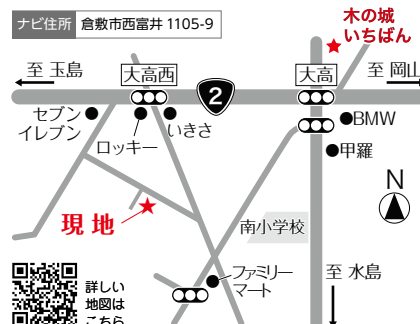 ナビ住所 倉敷市西富井 1105-9
木の城
いちばん
至 玉島
大高西
2
大高
至 岡山
セブン
イレブン
ロッキー
いきさ
BMW
甲羅
N
現 地
南小学校
ファミリー
マート
至 水島
詳しい
地図は
こちら